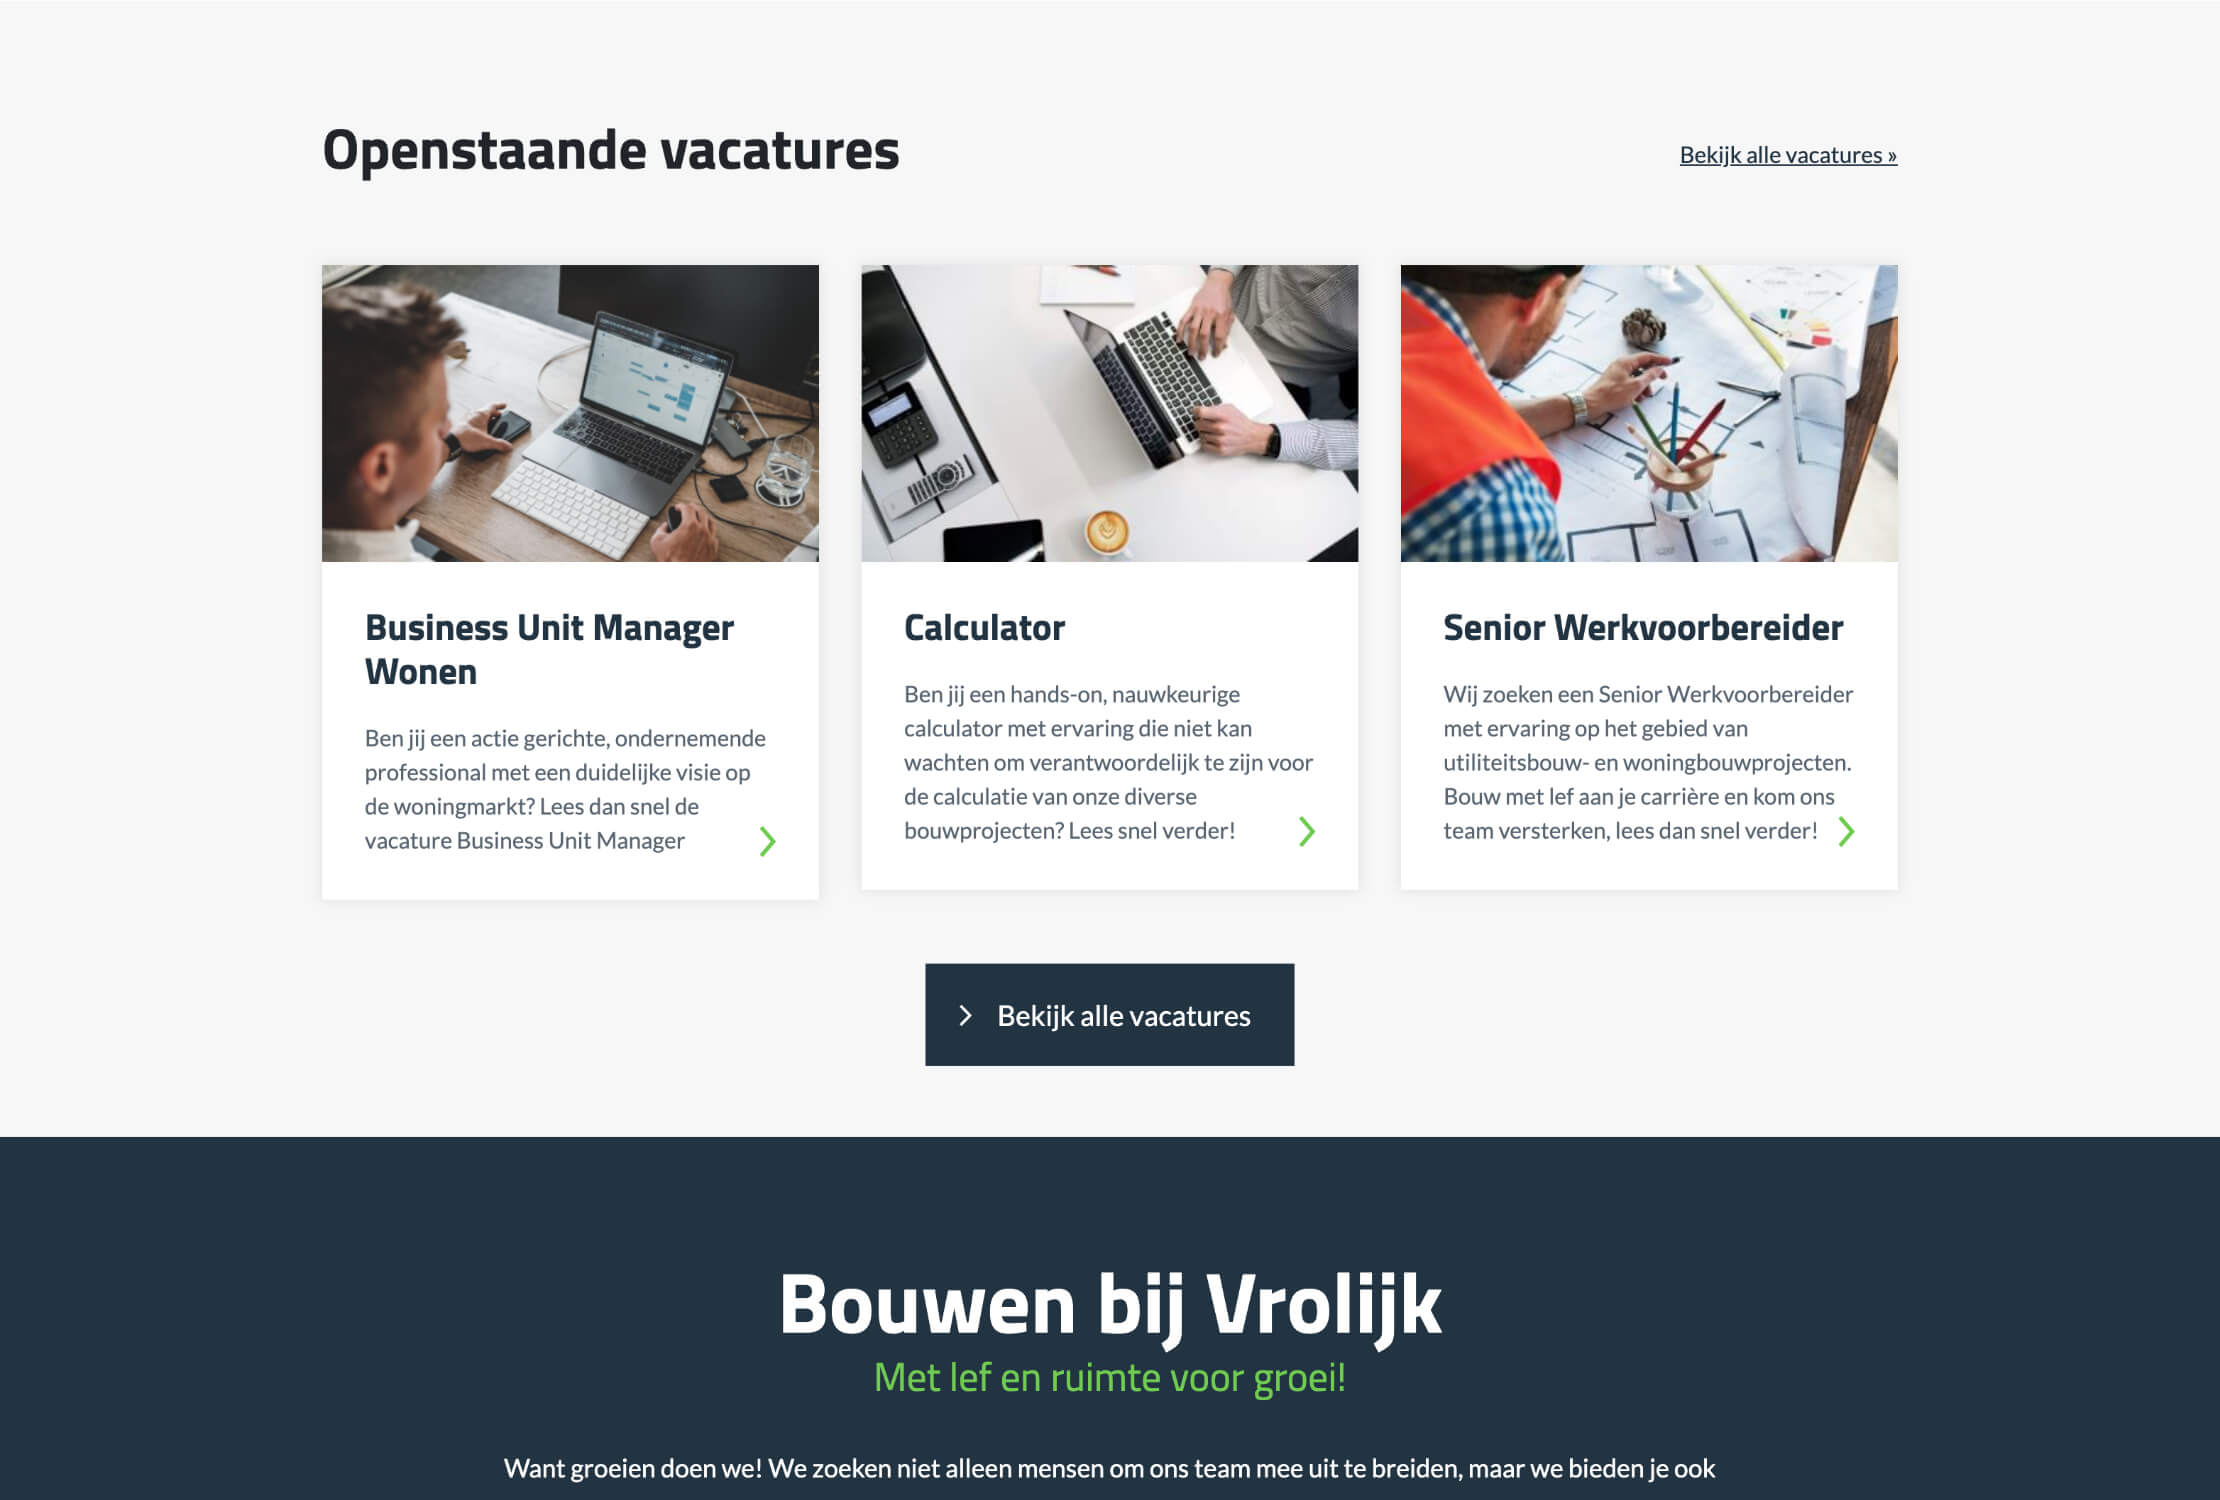 Openstaande vacatures
Bekijk alle vacatures »
Business Unit Manager
Wonen
Ben jij een actie gerichte, ondernemende
professional met een duidelijke visie op
de woningmarkt? Lees dan snel de
vacature Business Unit Manager
Calculator
Ben jij een hands-on, nauwkeurige
calculator met ervaring die niet kan
wachten om verantwoordelijk te zijn voor
de calculatie van onze diverse
bouwprojecten? Lees snel verder!
Senior Werkvoorbereider
Wij zoeken een Senior Werkvoorbereider
met ervaring op het gebied van
utiliteitsbouw- en woningbouwprojecten.
Bouw met lef aan je carrière en kom ons
team versterken, lees dan snel verder!
Bekijk alle vacatures
Bouwen bij Vrolijk
Met lef en ruimte voor groei!
Want groeien doen we! We zoeken niet alleen mensen om ons team mee uit te breiden, maar we bieden je ook